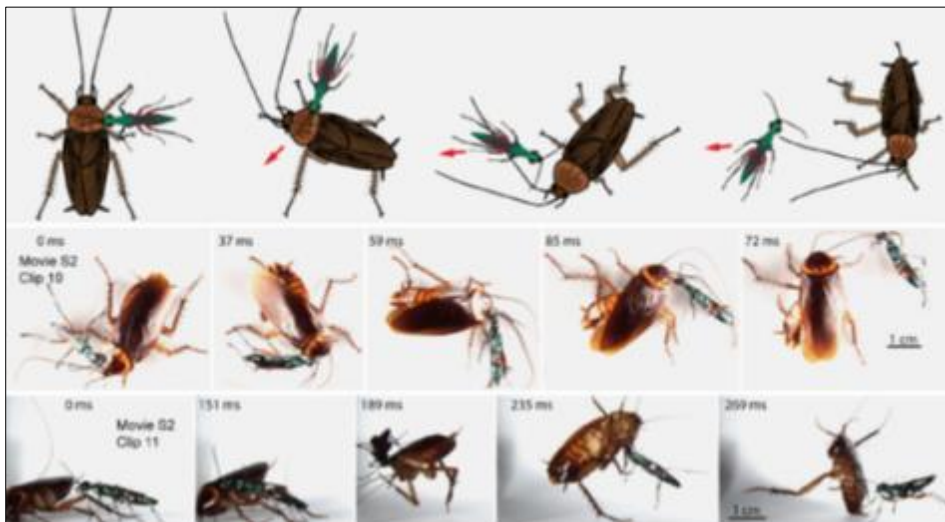 0 ms
Movie S2
Clip 10
37 ms
59 ms
85 ms
72 ms
1 cm
0 ms
Movie S2
Clip 11
151 ms
189 ms
235 ms
269 ms
1 cm